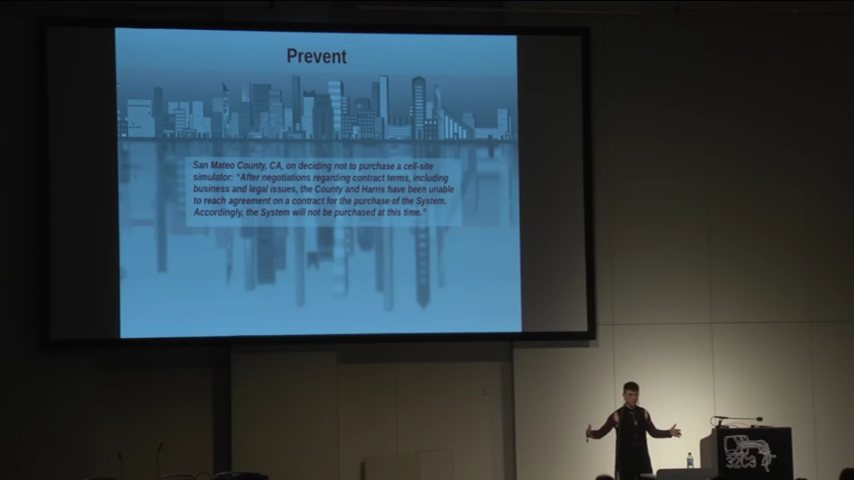 Prevent
San Mateo County, CA, on deciding not to purchase a cell-site
simulator: "After negotiations regarding contract terms, including
business and legal issues, the County and Harris have been unable
to reach agreement on a contract for the purchase of the System.
Accordingly, the System will not be purchased at this time."
32C3